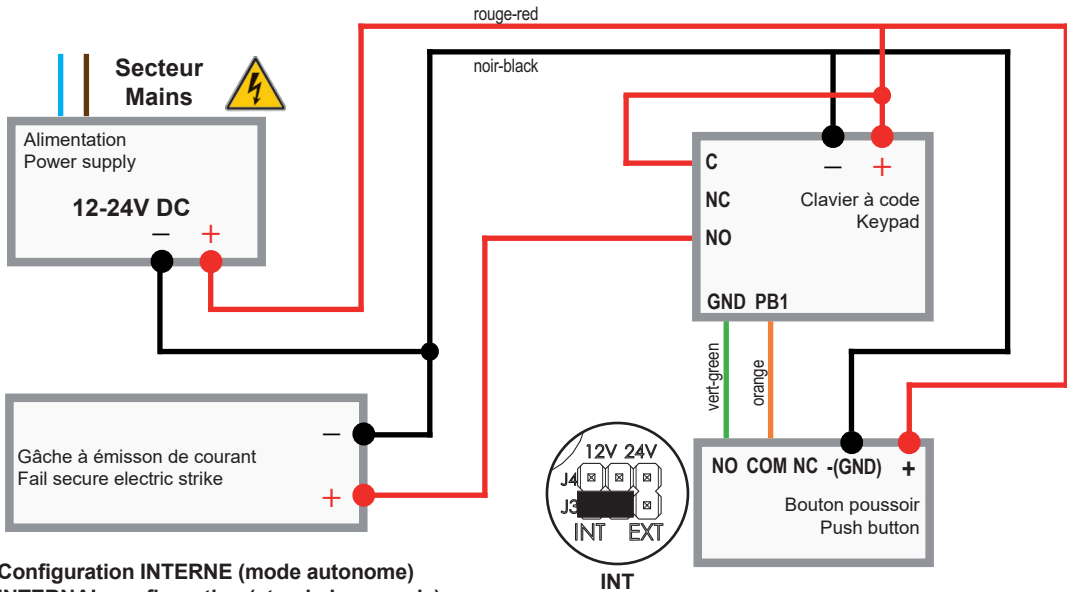 rouge-red
noir-black
Secteur
Mains
Alimentation
Power supply
12-24V DC
– +
– +
C
NC
NO
Clavier à code
Keypad
GND PB1
vert-green
orange
Gâche à émisson de courant
Fail secure electric strike
–
+
12V 24V
J4
J3
INT EXT
INT
NO COM NC -(GND) +
Bouton poussoir
Push button
Configuration INTERNE (mode autonome)